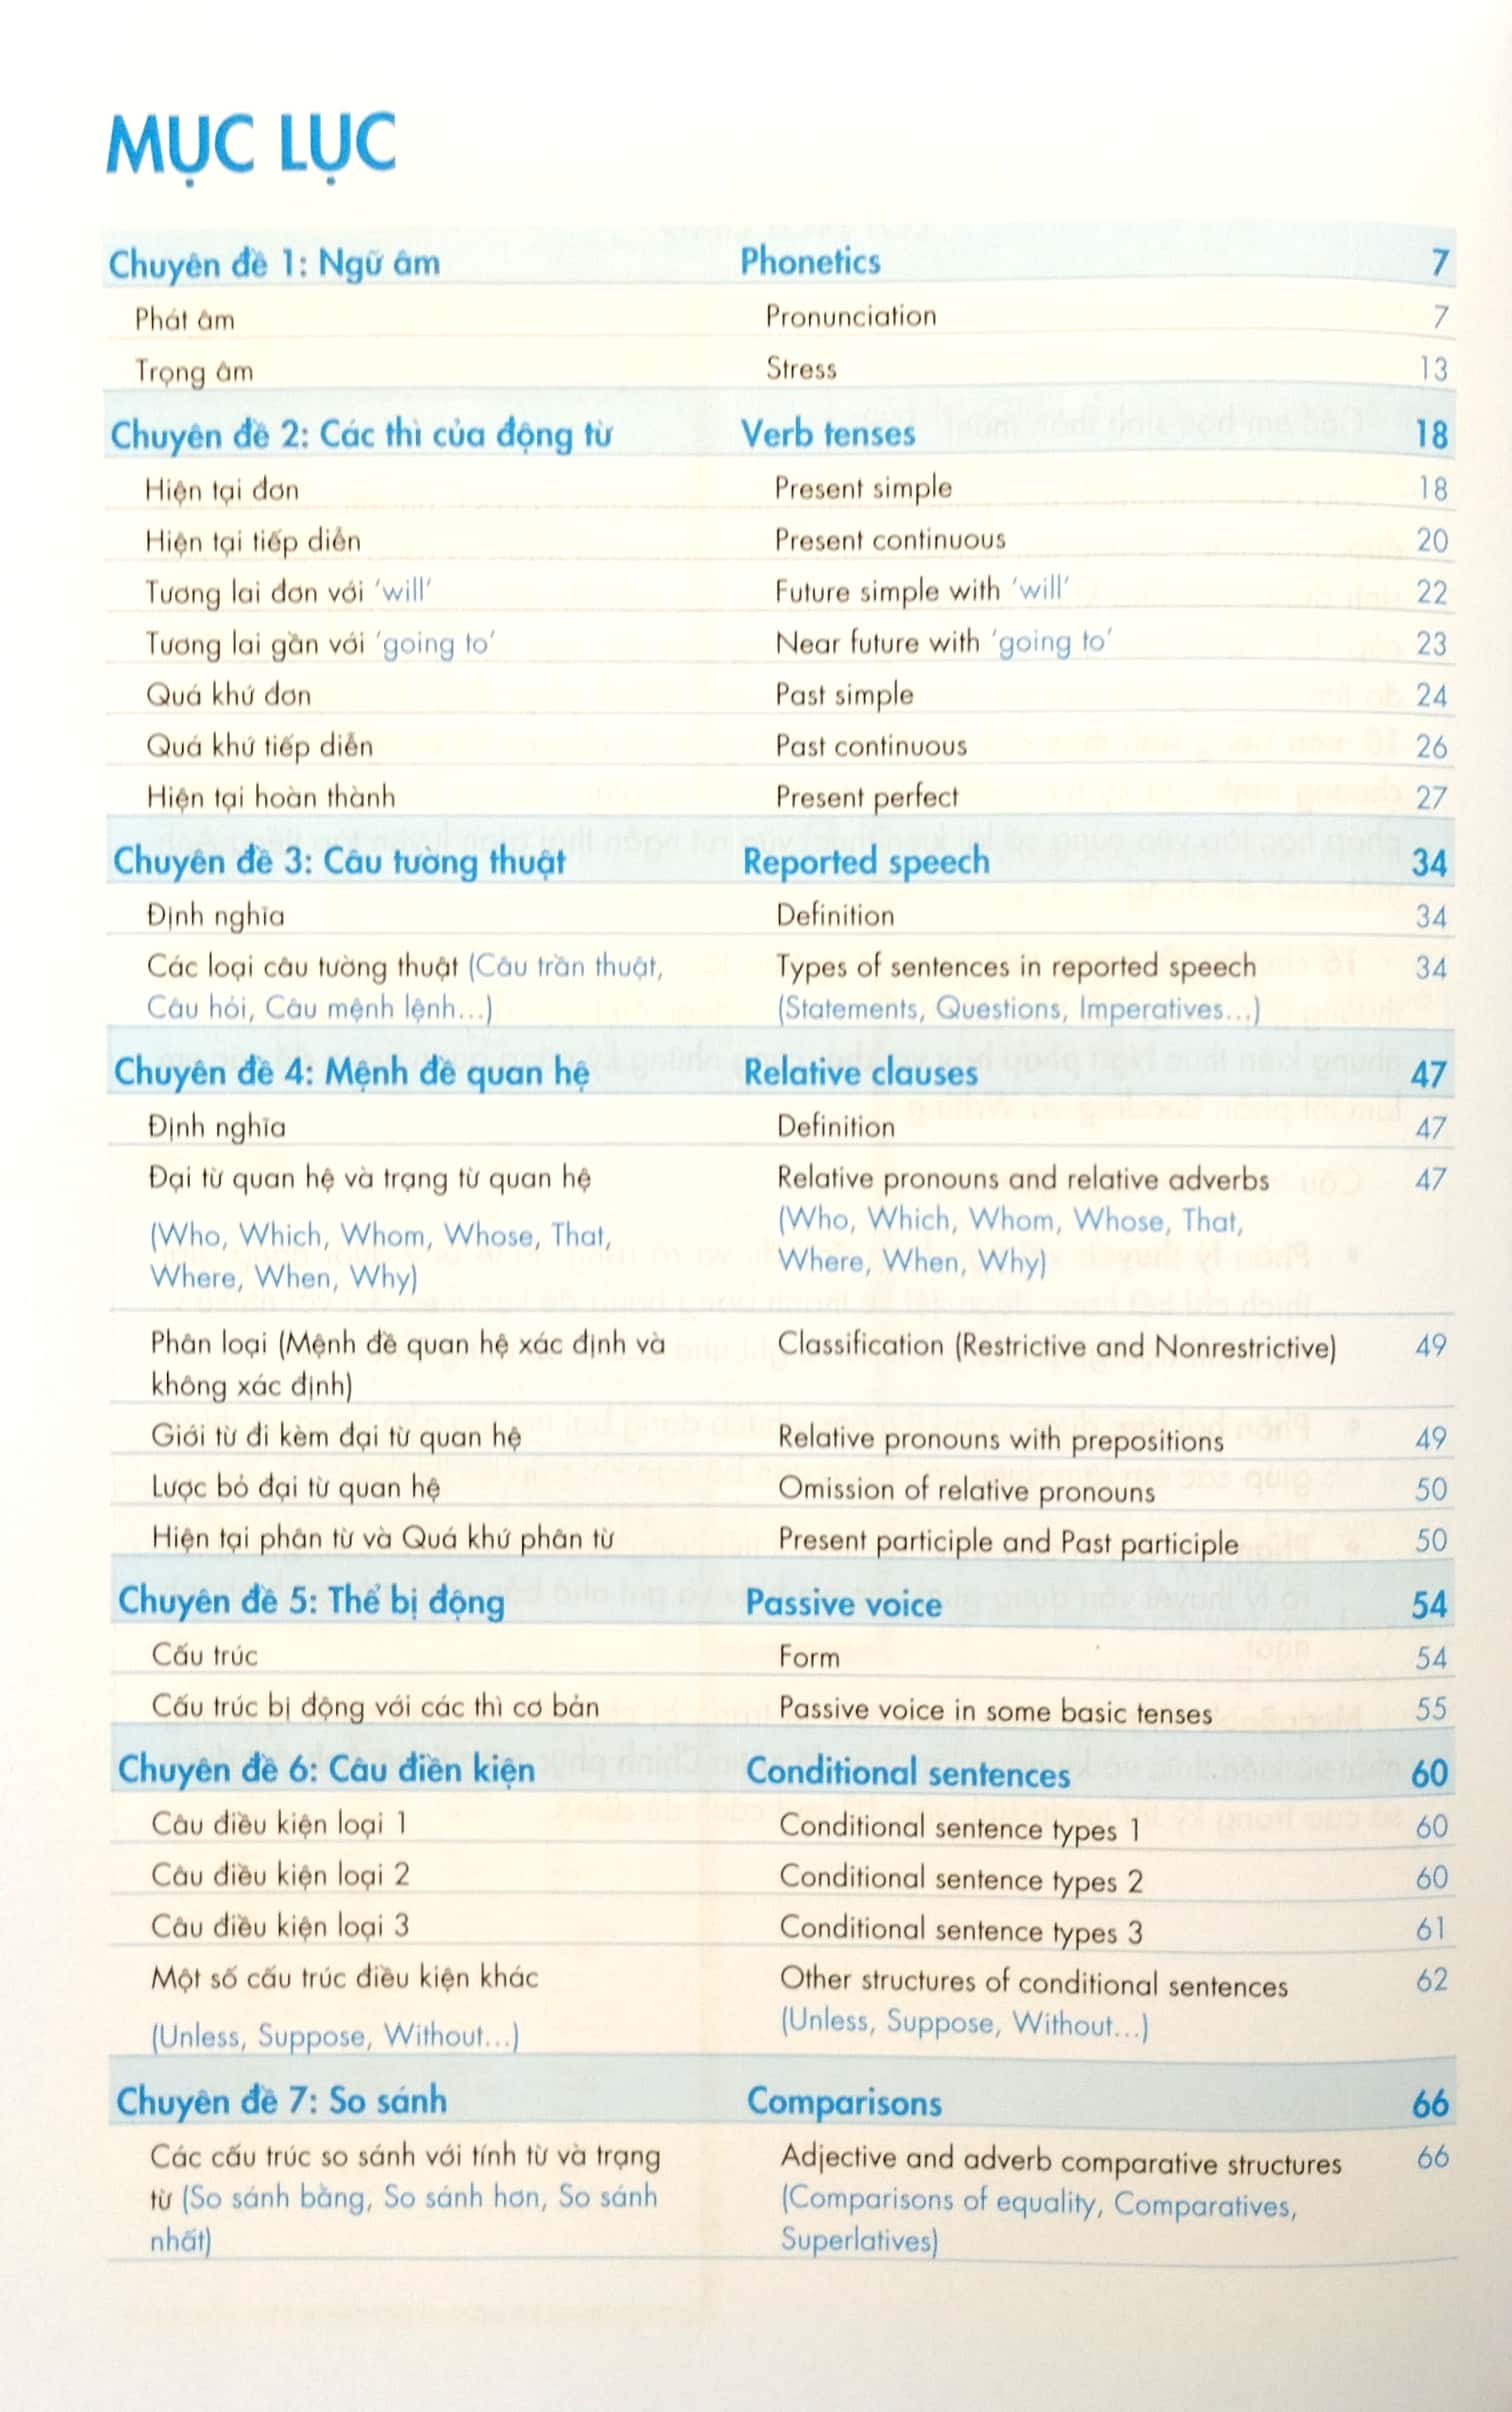 MỤC LỤC
Chuyên đề 1: Ngữ âm Phonetics 7
Phát âm Pronunciation 7
Trọng âm Stress 13
Chuyên đề 2: Các thì của động từ Verb tenses 18
Hiện tại đơn Present simple 18
Hiện tại tiếp diễn Present continuous 20
Tương lai đơn với ‘will’ Future simple with ‘will’ 22
Tương lai gần với ‘going to’ Near future with ‘going to’ 23
Quá khứ đơn Past simple 24
Quá khứ tiếp diễn Past continuous 26
Hiện tại hoàn thành Present perfect 27
Chuyên đề 3: Câu tường thuật Reported speech 34
Định nghĩa Definition 34
Các loại câu tường thuật (Câu trần thuật, Types of sentences in reported speech 34
Câu hỏi, Câu mệnh lệnh...) (Statements, Questions, Imperatives...)
Chuyên đề 4: Mệnh đề quan hệ Relative clauses 47
Định nghĩa Definition 47
Đại từ quan hệ và trạng từ quan hệ Relative pronouns and relative adverbs 47
(Who, Which, Whom, Whose, That, (Who, Which, Whom, Whose, That,
Where, When, Why) Where, When, Why)
Phân loại (Mệnh đề quan hệ xác định và Classification (Restrictive and Nonrestrictive) 49
không xác định)
Giới từ đi kèm đại từ quan hệ Relative pronouns with prepositions 49
Lược bỏ đại từ quan hệ Omission of relative pronouns 50
Hiện tại phân từ và Quá khứ phân từ Present participle and Past participle 50
Chuyên đề 5: Thể bị động Passive voice 54
Cấu trúc Form 54
Cấu trúc bị động với các thì cơ bản Passive voice in some basic tenses 55
Chuyên đề 6: Câu điền kiện Conditional sentences 60
Câu điều kiện loại 1 Conditional sentence types 1 60
Câu điều kiện loại 2 Conditional sentence types 2 60
Câu điều kiện loại 3 Conditional sentence types 3 61
Một số cấu trúc điều kiện khác Other structures of conditional sentences 62
(Unless, Suppose, Without...) (Unless, Suppose, Without...)
Chuyên đề 7: So sánh Comparisons 66
Các cấu trúc so sánh với tính từ và trạng Adjective and adverb comparative structures 66
từ (So sánh bằng, So sánh hơn, So sánh (Comparisons of equality, Comparatives,
nhất) Superlatives)